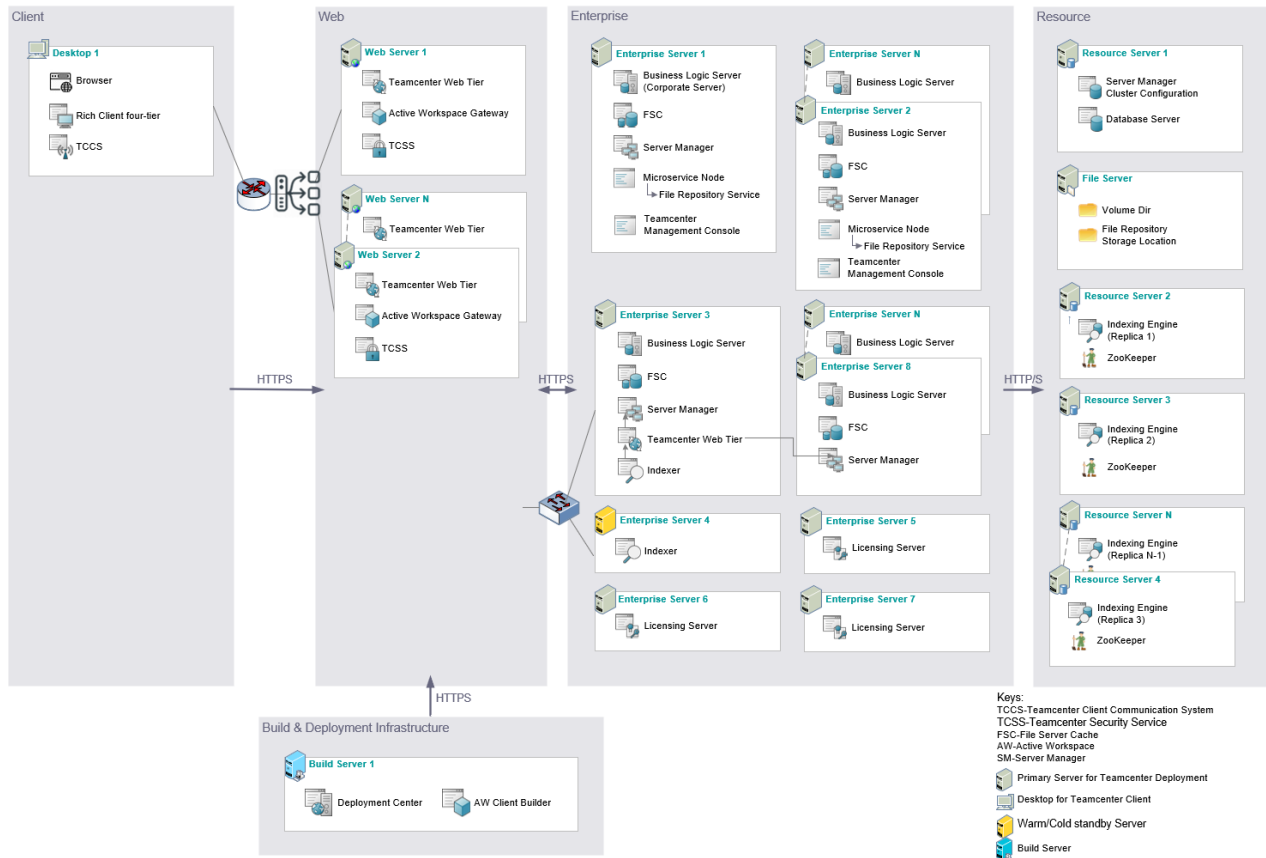 Client
Desktop 1
Browser
Rich Client four-tier
TCCS
HTTPS
Web
Web Server 1
Teamcenter Web Tier
Active Workspace Gateway
TCSS
Web Server N
Teamcenter Web Tier
Web Server 2
Teamcenter Web Tier
Active Workspace Gateway
TCSS
HTTPS
Enterprise
Enterprise Server 1
Business Logic Server
(Corporate Server)
FSC
Server Manager
Microservice Node
File Repository Service
Teamcenter
Management Console
Enterprise Server N
Business Logic Server
Enterprise Server 2
Business Logic Server
FSC
Server Manager
Microservice Node
File Repository Service
Teamcenter
Management Console
Enterprise Server 3
Business Logic Server
FSC
Server Manager
Teamcenter Web Tier
Indexer
Enterprise Server N
Business Logic Server
Enterprise Server 8
Business Logic Server
FSC
Server Manager
Enterprise Server 4
Indexer
Enterprise Server 5
Licensing Server
Enterprise Server 6
Licensing Server
Enterprise Server 7
Licensing Server
HTTP/S
Resource
Resource Server 1
Server Manager
Cluster Configuration
Database Server
File Server
Volume Dir
File Repository
Storage Location
Resource Server 2
Indexing Engine
(Replica 1)
ZooKeeper
Resource Server 3
Indexing Engine
(Replica 2)
ZooKeeper
Resource Server N
Indexing Engine
(Replica N-1)
Resource Server 4
Indexing Engine
(Replica 3)
ZooKeeper
HTTPS
Build & Deployment Infrastructure
Build Server 1
Deployment Center
AW Client Builder
Keys:
TCCS-Teamcenter Client Communication System
TCSS-Teamcenter Security Service
FSC-File Server Cache
AW-Active Workspace
SM-Server Manager
Primary Server for Teamcenter Deployment
Desktop for Teamcenter Client
Warm/Cold standby Server
Build Server